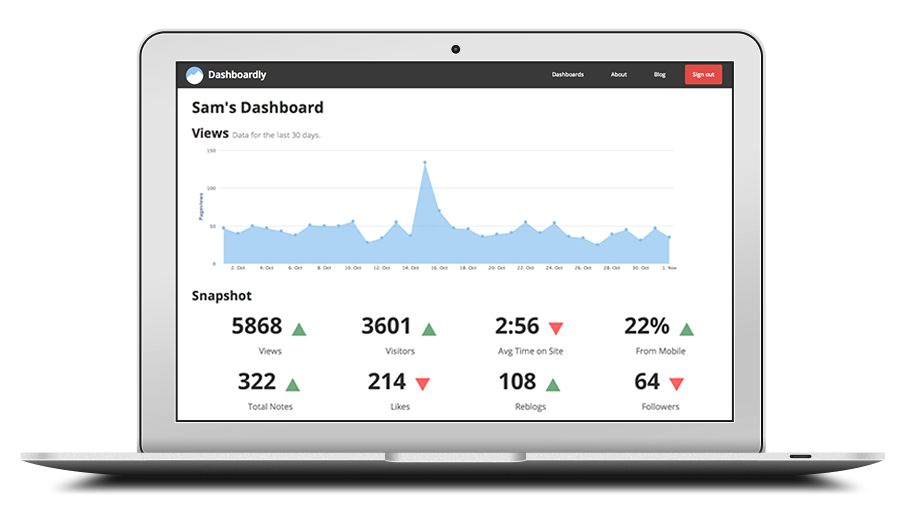 Dashboardly Dashboards About Blog Sign out
Sam's Dashboard
Views Data for the last 30 days.
150
100
50
0
Pageviews
2. Oct 4. Oct 6. Oct 8. Oct 10. Oct 12. Oct 14. Oct 16. Oct 18. Oct 20. Oct 22. Oct 24. Oct 26. Oct 28. Oct 30. Oct 1. Nov
Snapshot
5868 3601 2:56 22%
Views Visitors Avg Time on Site From Mobile
322 214 108 64
Total Notes Likes Reblogs Followers